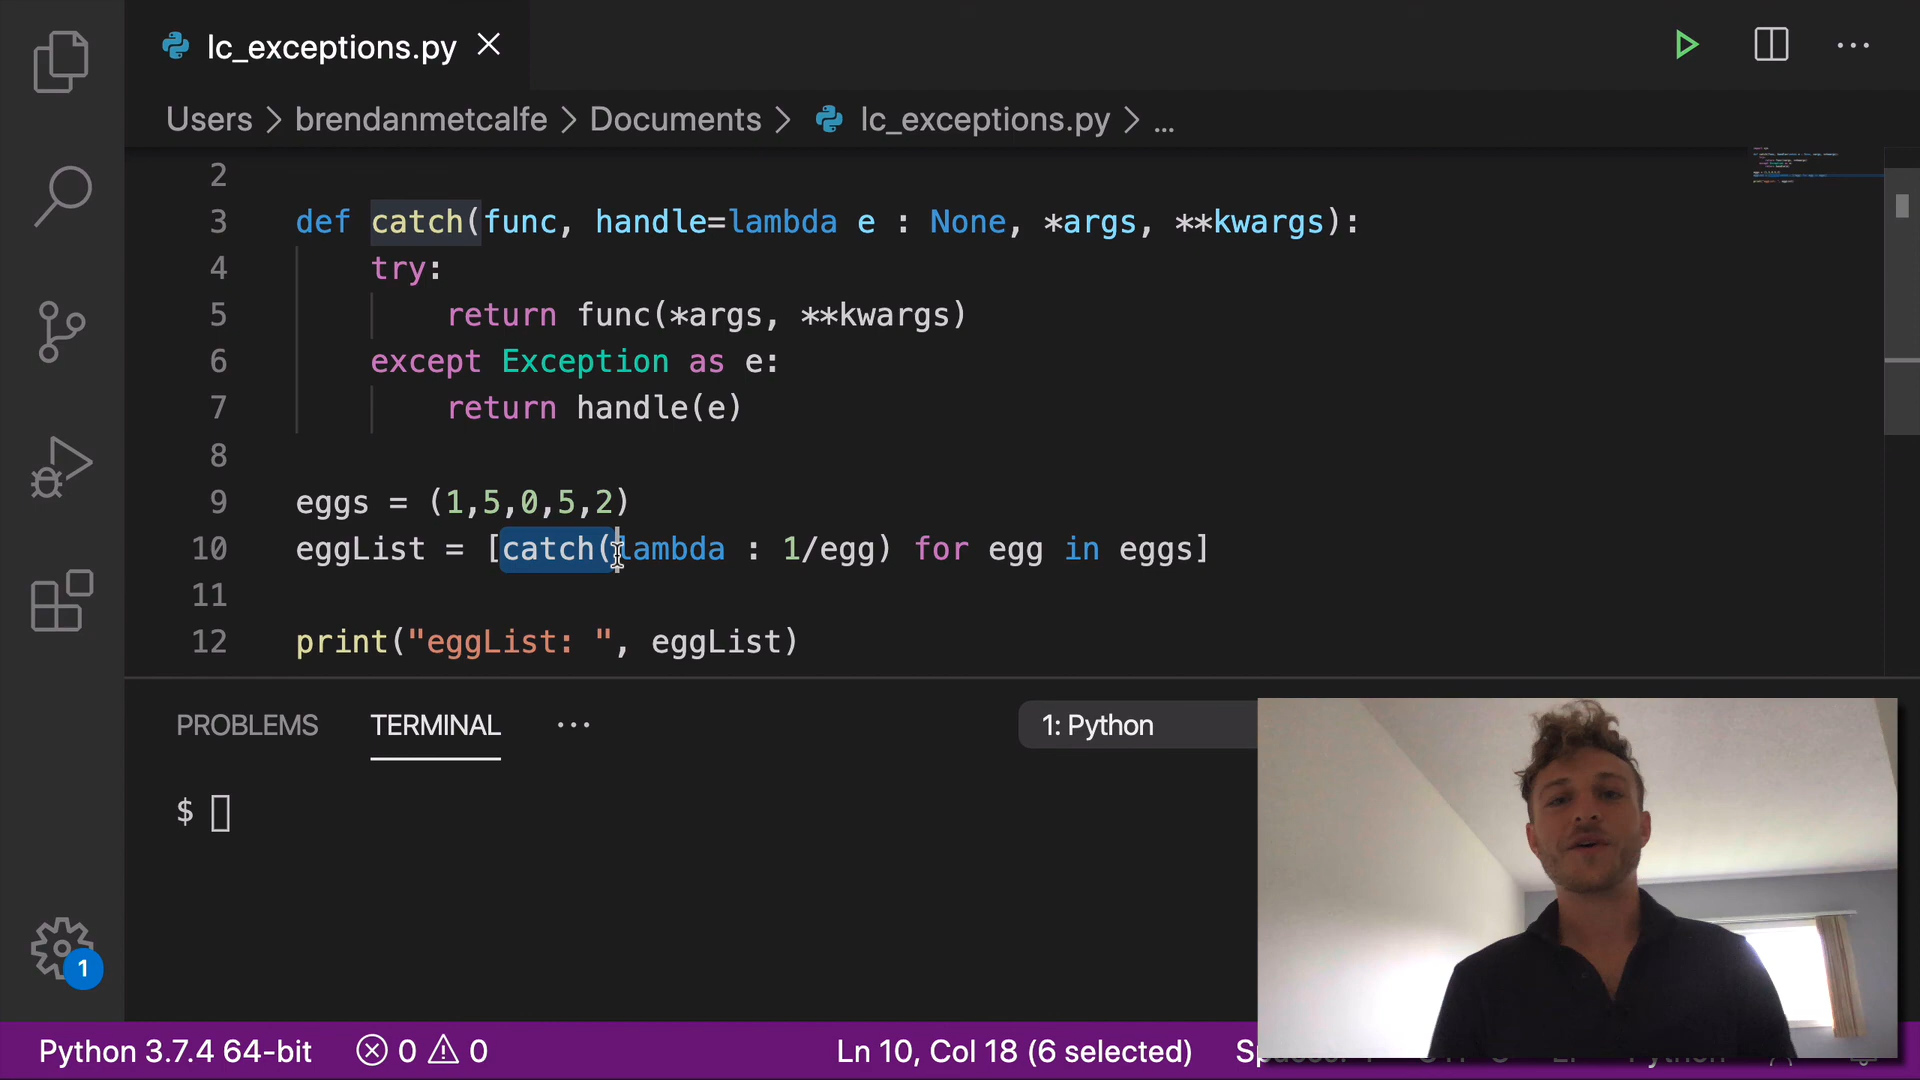 lc_exceptions.py
Users > brendanmetcalfe > Documents > lc_exceptions.py > ...
2
3 def catch(func, handle=lambda e : None, *args, **kwargs):
4 try:
5 return func(*args, **kwargs)
6 except Exception as e:
7 return handle(e)
8
9 eggs = (1,5,0,5,2)
10 eggList = [catch(lambda : 1/egg) for egg in eggs]
11
12 print("eggList: ", eggList)
PROBLEMS TERMINAL ... 1: Python
$
1
Python 3.7.4 64-bit 0 0 Ln 10, Col 18 (6 selected)